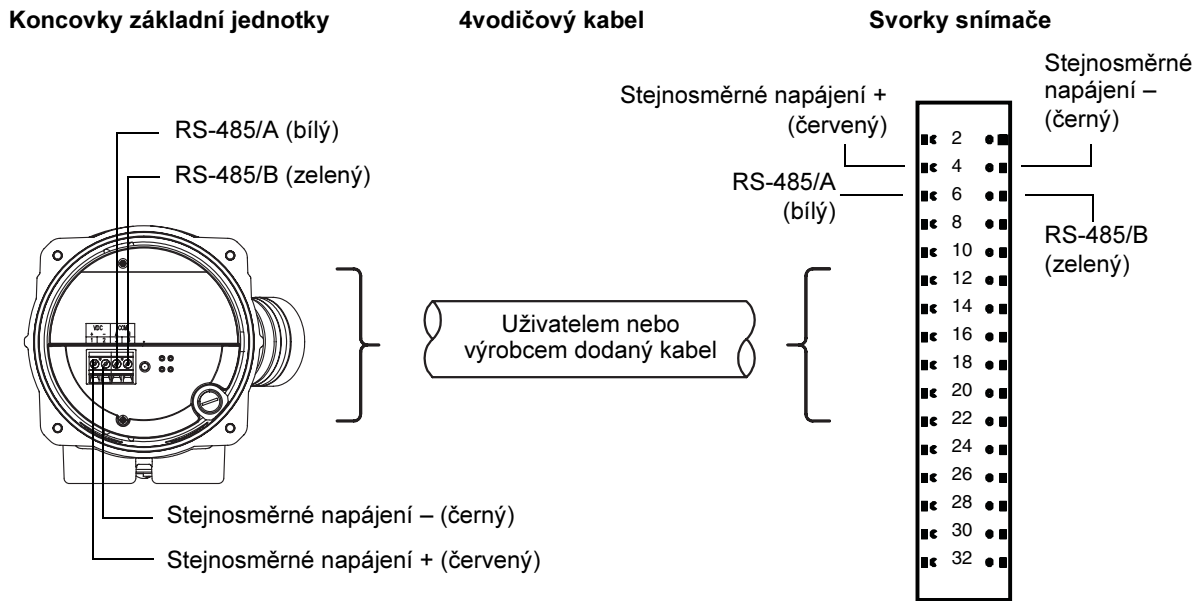 Koncovky základní jednotky
4vodičový kabel
Svorky snímače
Stejnosměrné napájení +
(červený)
Stejnosměrné
napájení –
(černý)
RS-485/A (bílý)
RS-485/B (zelený)
RS-485/A
(bílý)
RS-485/B
(zelený)
VDC
COM
+ –
Uživatelem nebo
výrobcem dodaný kabel
2
4
6
8
10
12
14
16
18
20
22
24
26
28
30
32
Stejnosměrné napájení – (černý)
Stejnosměrné napájení + (červený)